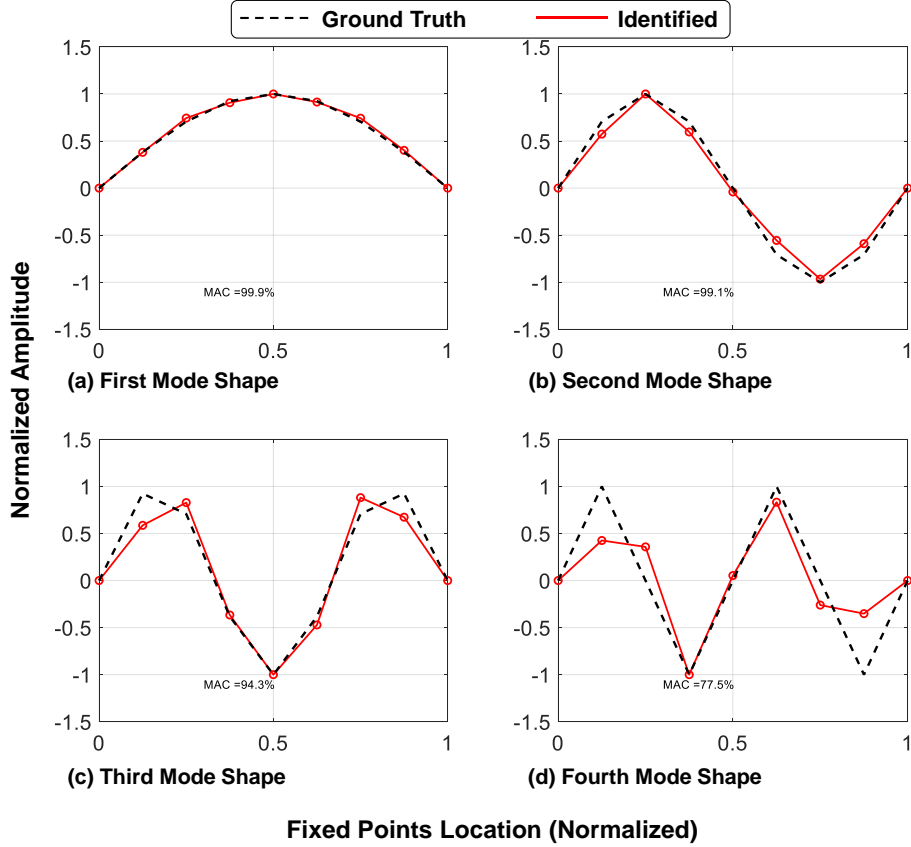 Ground Truth Identified
Normalized Amplitude
1.5
1
0.5
0
-0.5
-1
-1.5
MAC =99.9%
0 0.5 1
(a) First Mode Shape
1.5
1
0.5
0
-0.5
-1
-1.5
MAC =99.1%
0 0.5 1
(b) Second Mode Shape
1.5
1
0.5
0
-0.5
-1
-1.5
MAC =94.3%
0 0.5 1
(c) Third Mode Shape
1.5
1
0.5
0
-0.5
-1
-1.5
MAC =77.5%
0 0.5 1
(d) Fourth Mode Shape
Fixed Points Location (Normalized)